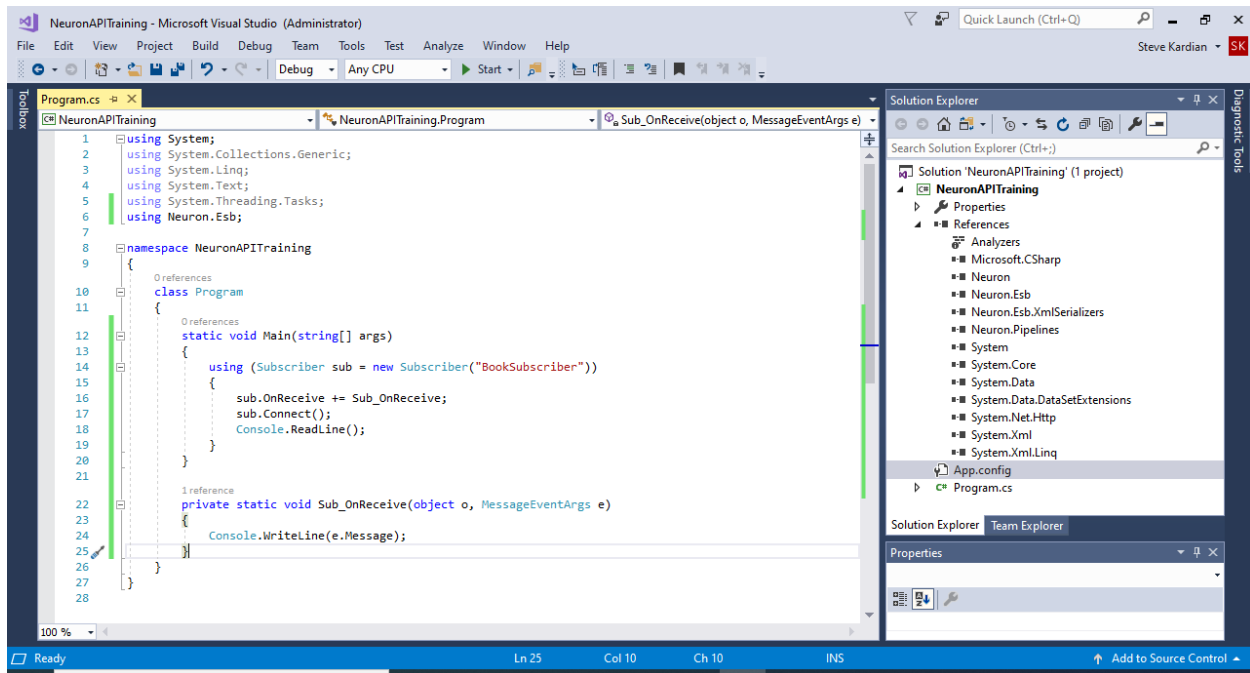 NeuronAPITraining - Microsoft Visual Studio (Administrator)
Quick Launch (Ctrl+Q)
File Edit View Project Build Debug Team Tools Test Analyze Window Help
Steve Kardian SK
Debug Any CPU Start
Toolbox
Program.cs
C# NeuronAPITraining NeuronAPITraining.Program Sub_OnReceive(object o, MessageEventArgs e)
1 using System;
2 using System.Collections.Generic;
3 using System.Linq;
4 using System.Text;
5 using System.Threading.Tasks;
6 using Neuron.Esb;
7
8 namespace NeuronAPITraining
9 {
0 references
10 class Program
11 {
0 references
12 static void Main(string[] args)
13 {
14 using (Subscriber sub = new Subscriber("BookSubscriber"))
15 {
16 sub.OnReceive += Sub_OnReceive;
17 sub.Connect();
18 Console.ReadLine();
19 }
20 }
21
1 reference
22 private static void Sub_OnReceive(object o, MessageEventArgs e)
23 {
24 Console.WriteLine(e.Message);
25 }
26 }
27 }
28
100 %
Solution Explorer
Search Solution Explorer (Ctrl+;)
Solution 'NeuronAPITraining' (1 project)
C# NeuronAPITraining
Properties
References
Analyzers
Microsoft.CSharp
Neuron
Neuron.Esb
Neuron.Esb.XmlSerializers
Neuron.Pipelines
System
System.Core
System.Data
System.Data.DataSetExtensions
System.Net.Http
System.Xml
System.Xml.Linq
App.config
C# Program.cs
Solution Explorer Team Explorer
Properties
Diagnostic Tools
Ready Ln 25 Col 10 Ch 10 INS Add to Source Control